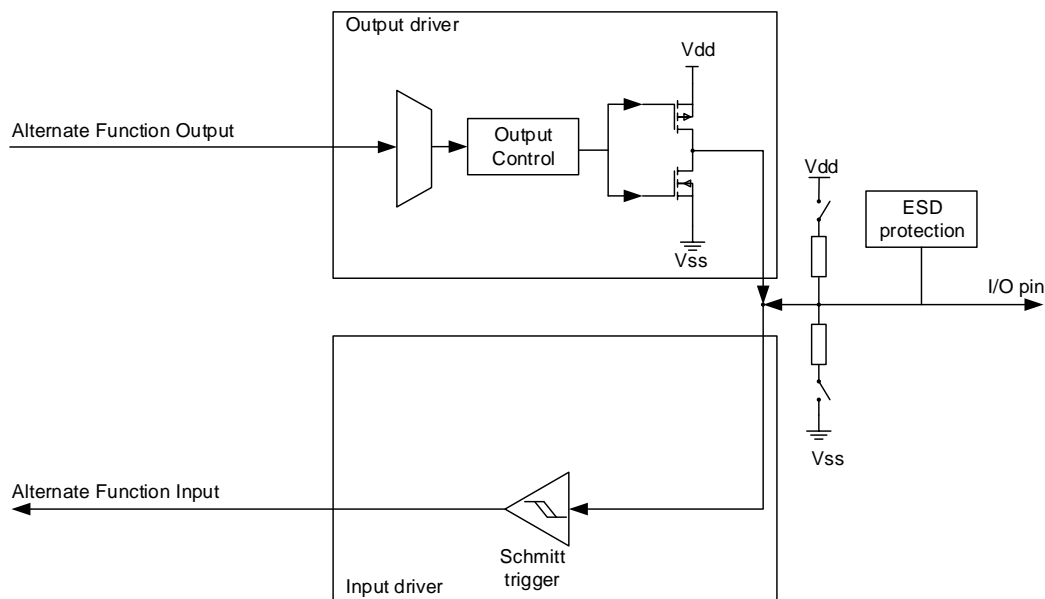 Output driver
Vdd
Alternate Function Output
Output
Control
Vss
Vdd
ESD
protection
I/O pin
Vss
Alternate Function Input
Schmitt
trigger
Input driver